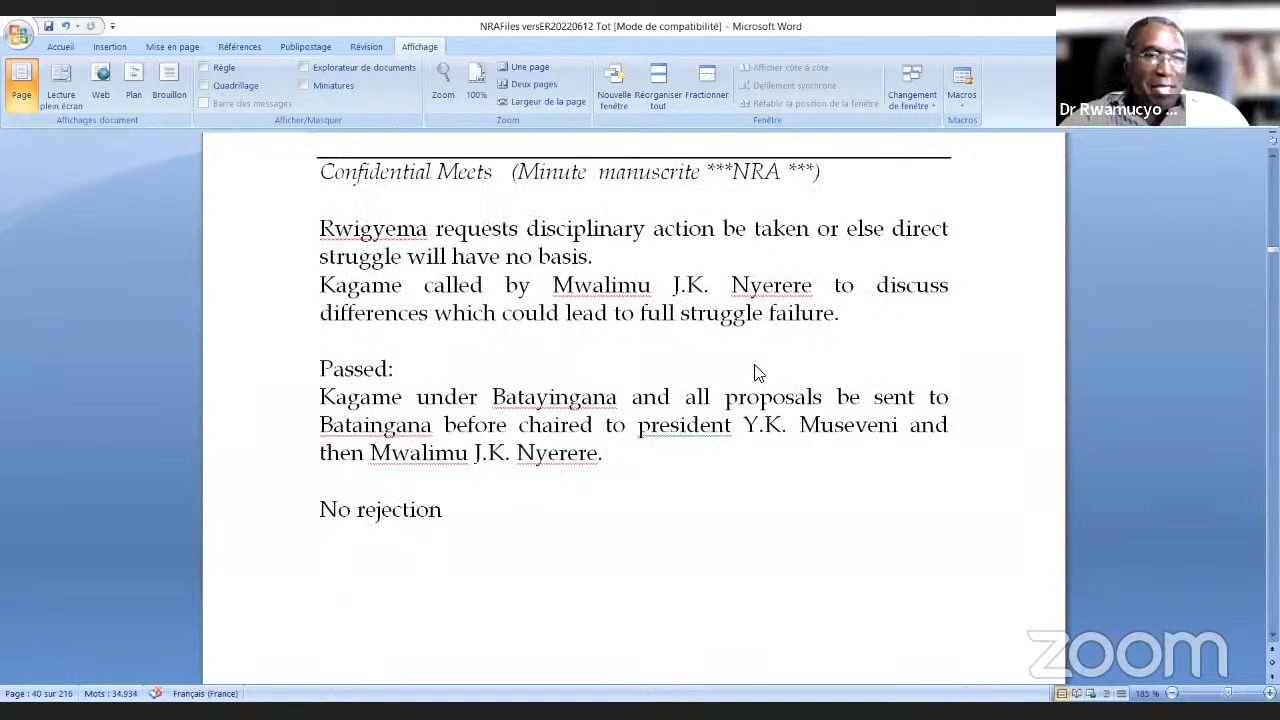 NRAFiles versER20220612 Tot [Mode de compatibilité] - Microsoft Word
Accueil Insertion Mise en page Références Publipostage Révision Affichage
Page
Lecture plein écran
Web
Plan
Brouillon
Affichages document
Règle
Quadrillage
Barre des messages
Explorateur de documents
Miniatures
Afficher/Masquer
Zoom
100%
Une page
Deux pages
Largeur de la page
Zoom
Nouvelle fenêtre
Réorganiser tout
Fractionner
Afficher côte à côte
Défilement synchrone
Rétablir la position de la fenêtre
Changement de fenêtre
Fenêtre
Macros
Macros
Dr Rwamucyo ...
Confidential Meets (Minute manuscrite ***NRA ***)
Rwigyema requests disciplinary action be taken or else direct
struggle will have no basis.
Kagame called by Mwalimu J.K. Nyerere to discuss
differences which could lead to full struggle failure.
Passed:
Kagame under Batayingana and all proposals be sent to
Bataingana before chaired to president Y.K. Museveni and
then Mwalimu J.K. Nyerere.
No rejection
zoom
Page : 40 sur 216 Mots : 34.934 Français (France) 185 %